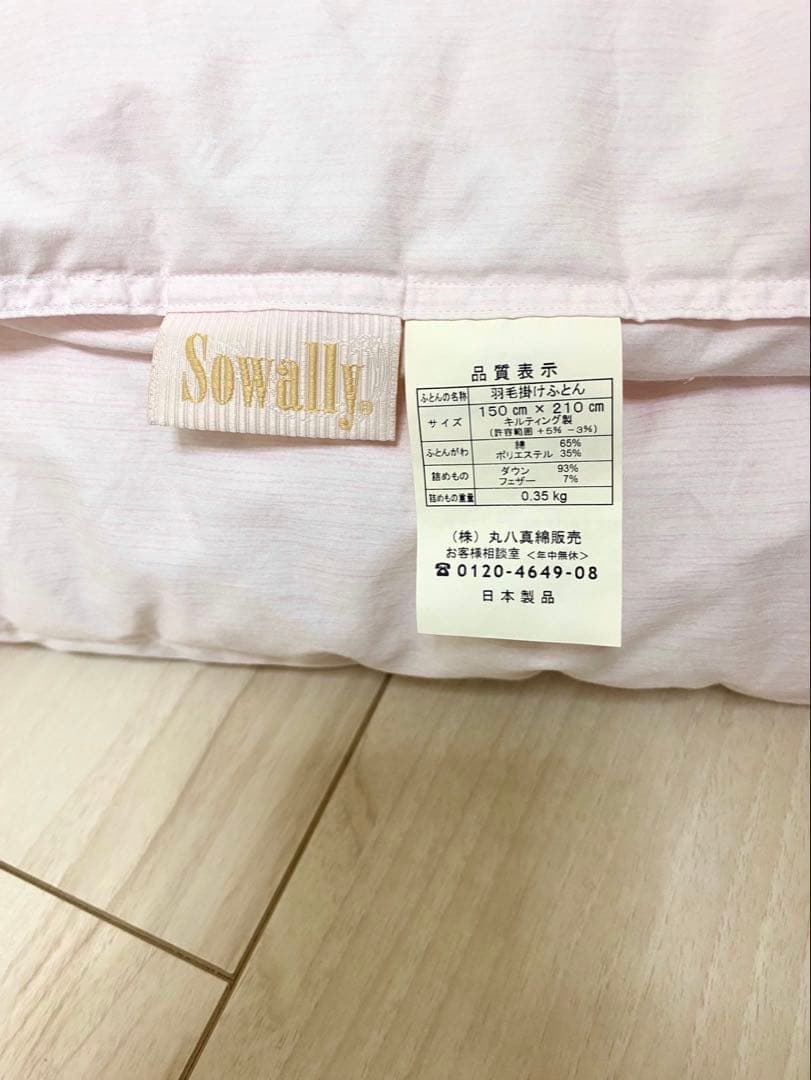 Sowally®
品質表示
ふとんの名称 羽毛掛けふとん
サイズ 150㎝ × 210㎝
キルティング製
(許容範囲 +5% -3%)
ふとんがわ 綿 65%
ポリエステル 35%
詰めもの ダウン 93%
フェザー 7%
詰めもの重量 0.35 kg
(株) 丸八真綿販売
お客様相談室 <年中無休>
☎ 0120-4649-08
日本製品